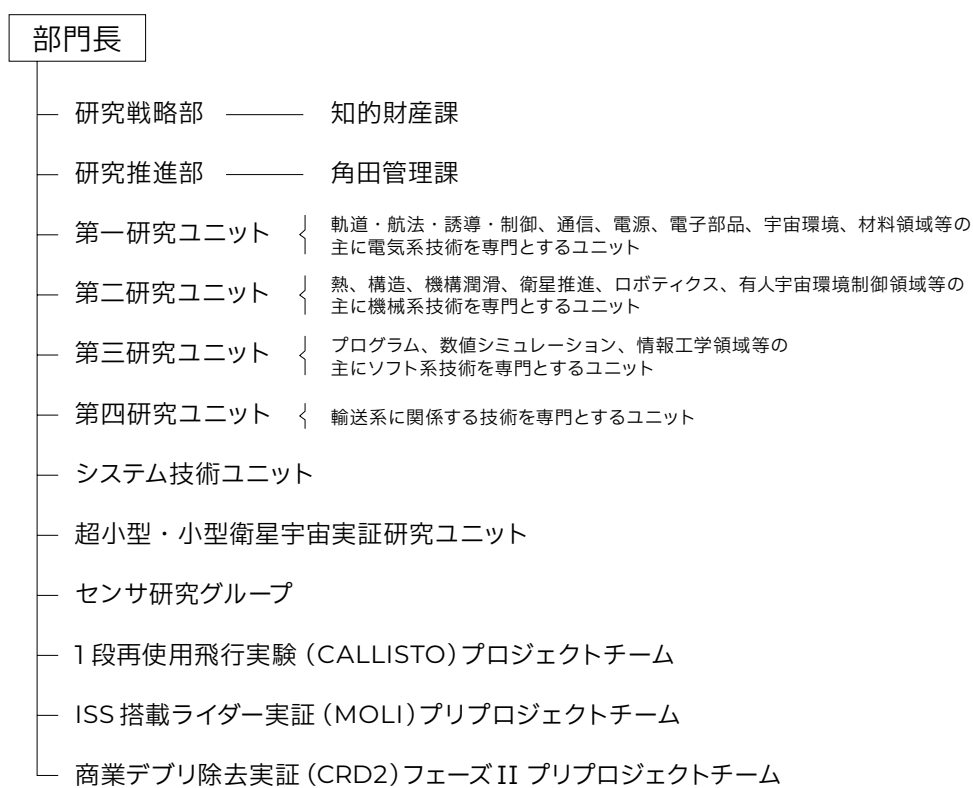 部門長
研究戦略部 知的財産課
研究推進部 角田管理課
第一研究ユニット 軌道・航法・誘導・制御、通信、電源、電子部品、宇宙環境、材料領域等の
主に電気系技術を専門とするユニット
第二研究ユニット 熱、構造、機構潤滑、衛星推進、ロボティクス、有人宇宙環境制御領域等の
主に機械系技術を専門とするユニット
第三研究ユニット プログラム、数値シミュレーション、情報工学領域等の
主にソフト系技術を専門とするユニット
第四研究ユニット 輸送系に関係する技術を専門とするユニット
システム技術ユニット
超小型・小型衛星宇宙実証研究ユニット
センサ研究グループ
1段再使用飛行実験（CALLISTO）プロジェクトチーム
ISS搭載ライダー実証（MOLI）プリプロジェクトチーム
商業デブリ除去実証（CRD2）フェーズII プリプロジェクトチーム